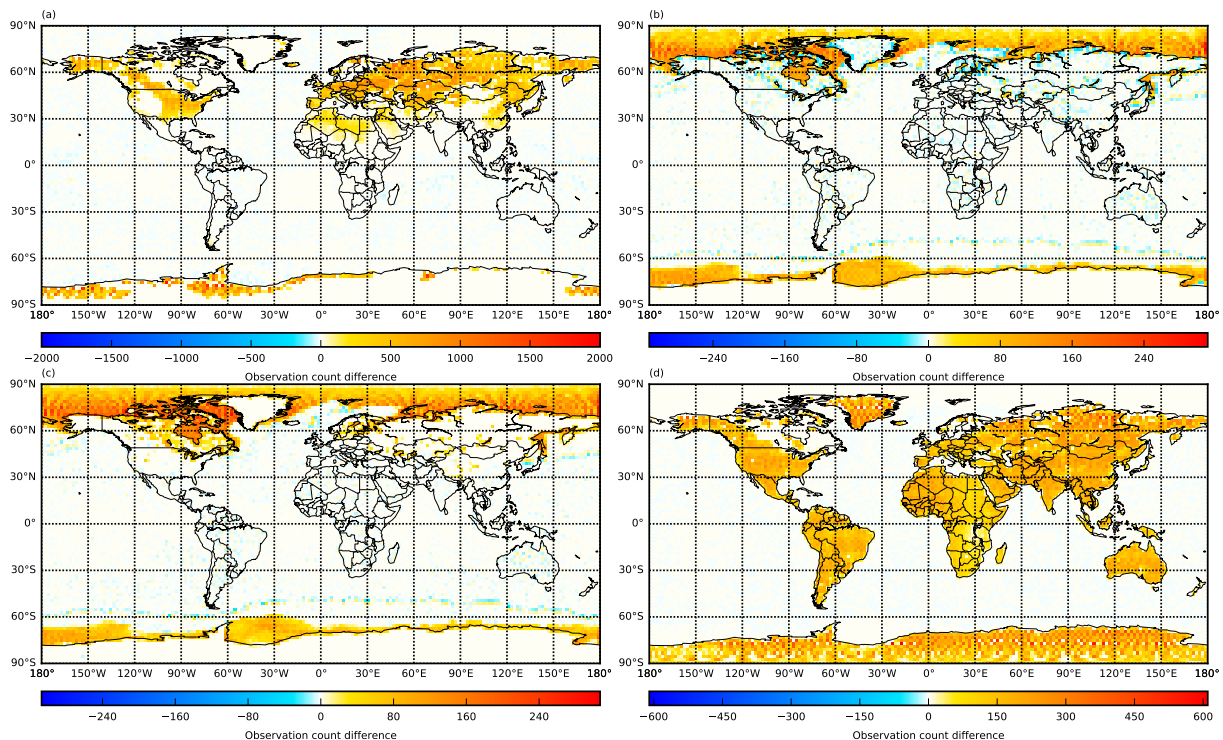 (a) (b)
90°N 90°N
60°N 60°N
30°N 30°N
0° 0°
30°S 30°S
60°S 60°S
90°S 90°S
180° 150°W 120°W 90°W 60°W 30°W 0° 30°E 60°E 90°E 120°E 150°E 180° 180° 150°W 120°W 90°W 60°W 30°W 0° 30°E 60°E 90°E 120°E 150°E 180°
−2000 −1500 −1000 −500 0 500 1000 1500 2000 −240 −160 −80 0 80 160 240
Observation count difference Observation count difference
(c) (d)
90°N 90°N
60°N 60°N
30°N 30°N
0° 0°
30°S 30°S
60°S 60°S
90°S 90°S
180° 150°W 120°W 90°W 60°W 30°W 0° 30°E 60°E 90°E 120°E 150°E 180° 180° 150°W 120°W 90°W 60°W 30°W 0° 30°E 60°E 90°E 120°E 150°E 180°
−240 −160 −80 0 80 160 240 −600 −450 −300 −150 0 150 300 450 600
Observation count difference Observation count difference